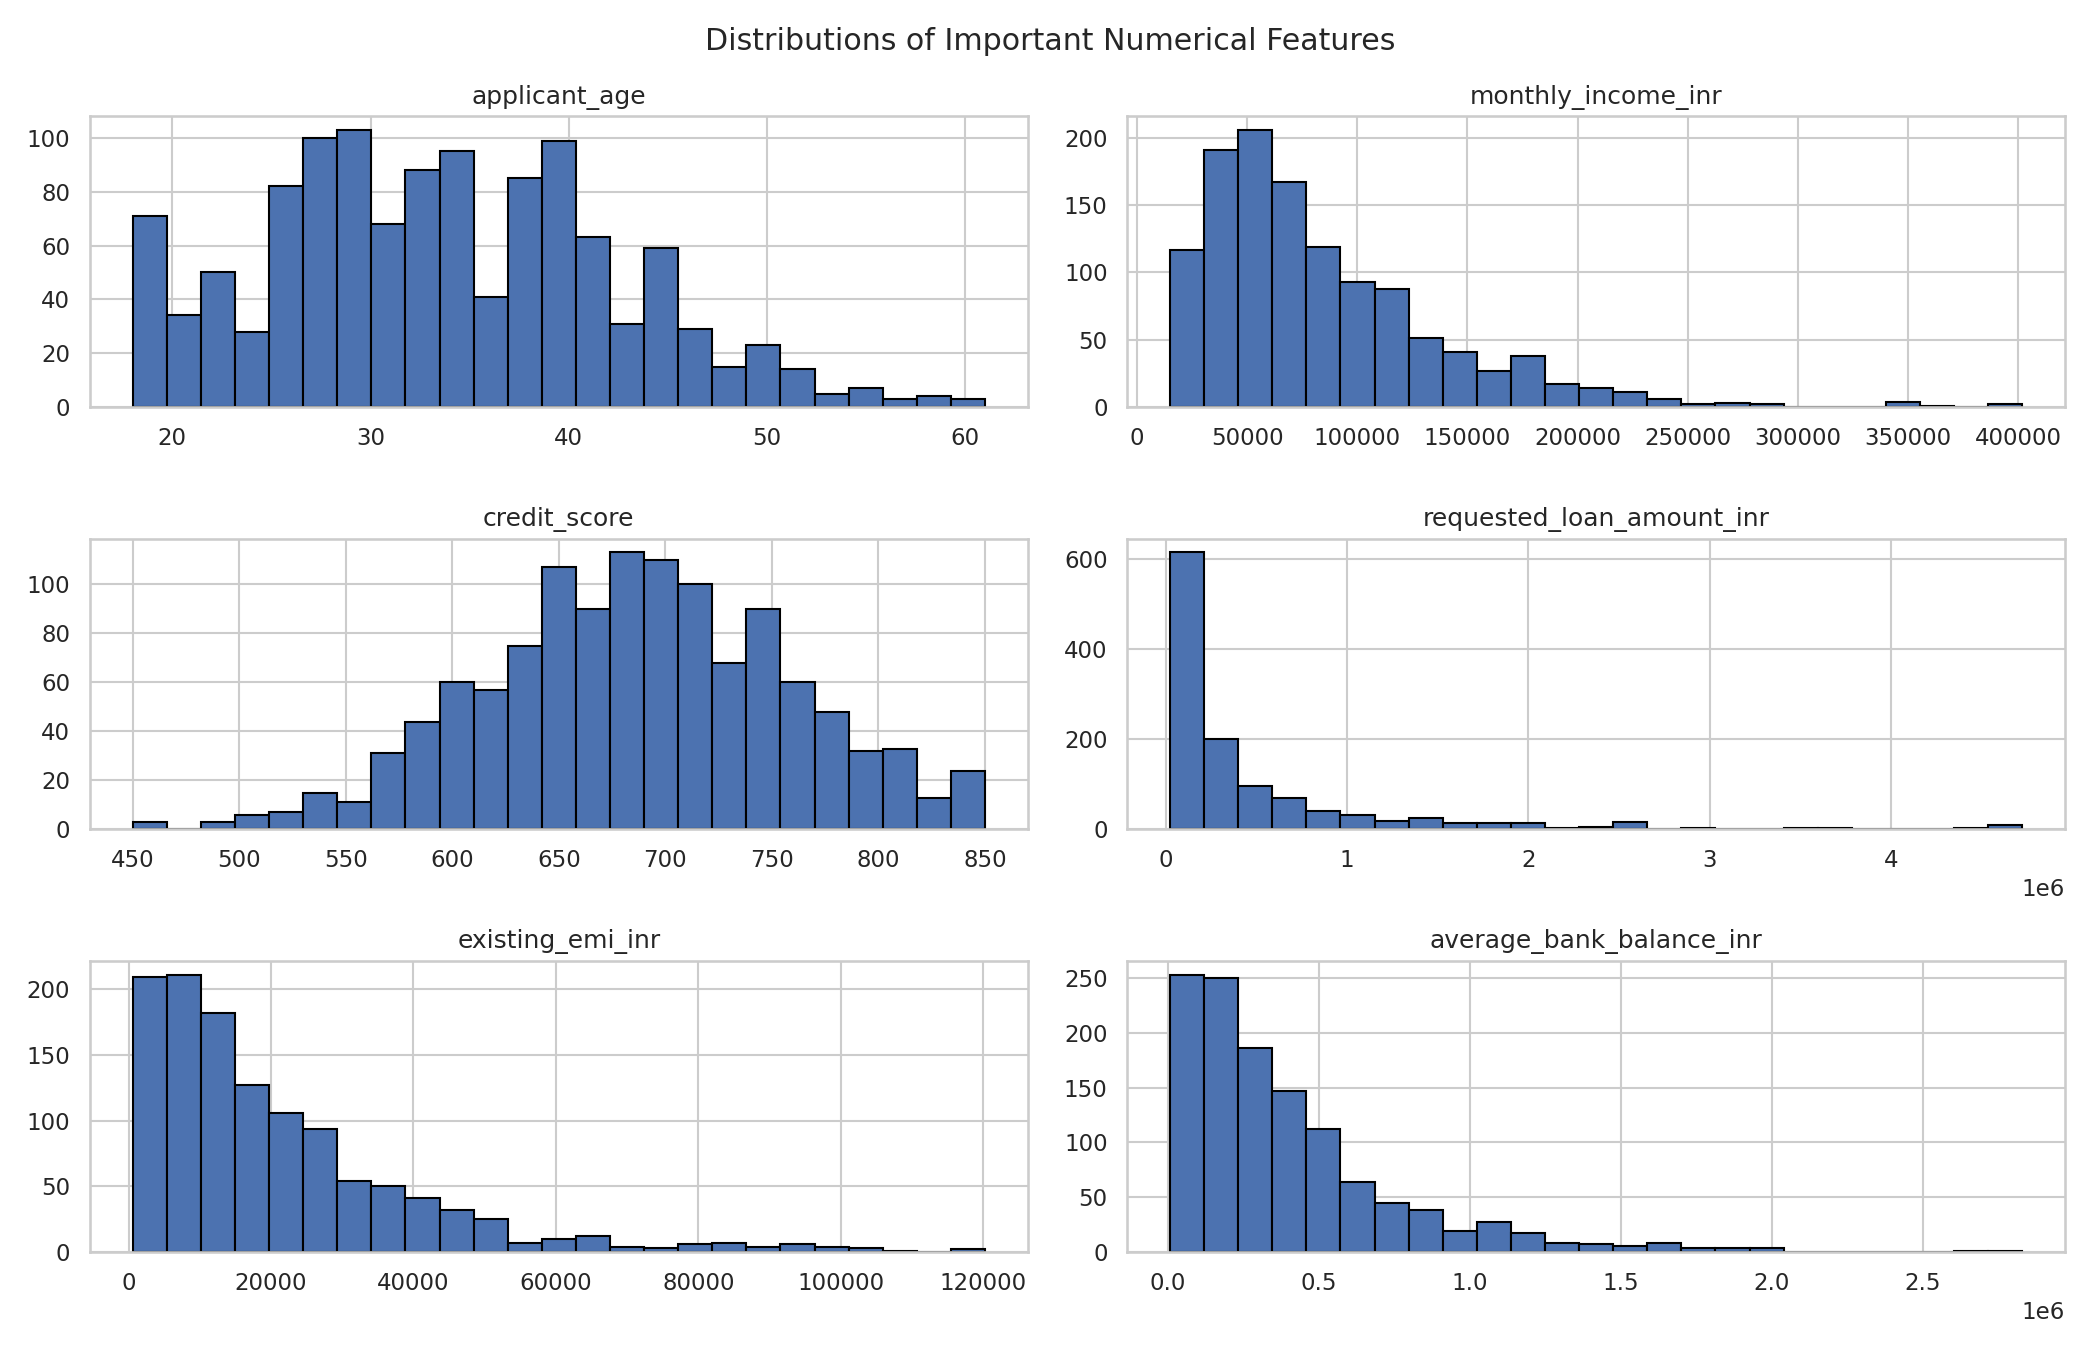 Distributions of Important Numerical Features
applicant_age
100
80
60
40
20
0
20 30 40 50 60
monthly_income_inr
200
150
100
50
0
0 50000 100000 150000 200000 250000 300000 350000 400000
credit_score
100
80
60
40
20
0
450 500 550 600 650 700 750 800 850
requested_loan_amount_inr
600
400
200
0
0 1 2 3 4
1e6
existing_emi_inr
200
150
100
50
0
0 20000 40000 60000 80000 100000 120000
average_bank_balance_inr
250
200
150
100
50
0
0.0 0.5 1.0 1.5 2.0 2.5
1e6